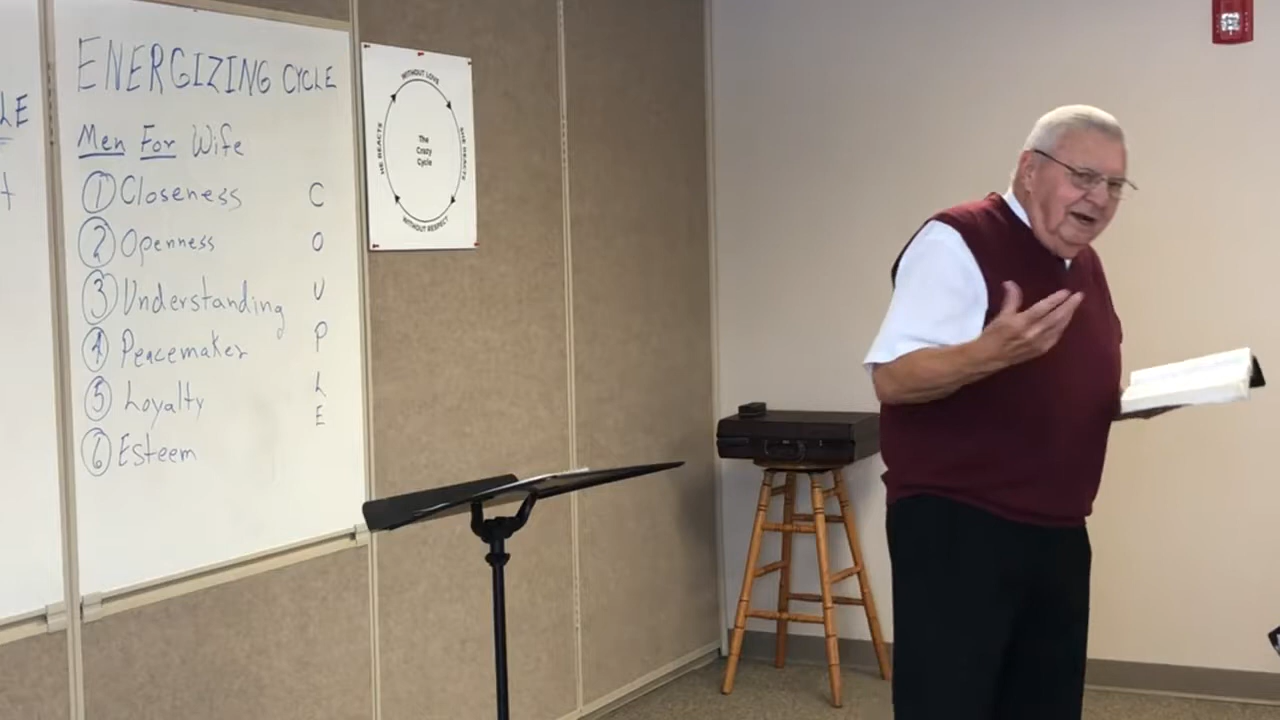 LE
t
ENERGIZING CYCLE
Men For Wife
1 Closeness C
2 Openness O
3 Understanding U
4 Peacemaker P
5 Loyalty L
6 Esteem E
WITHOUT LOVE
SHE REACTS
WITHOUT RESPECT
HE REACTS
The
Crazy
Cycle